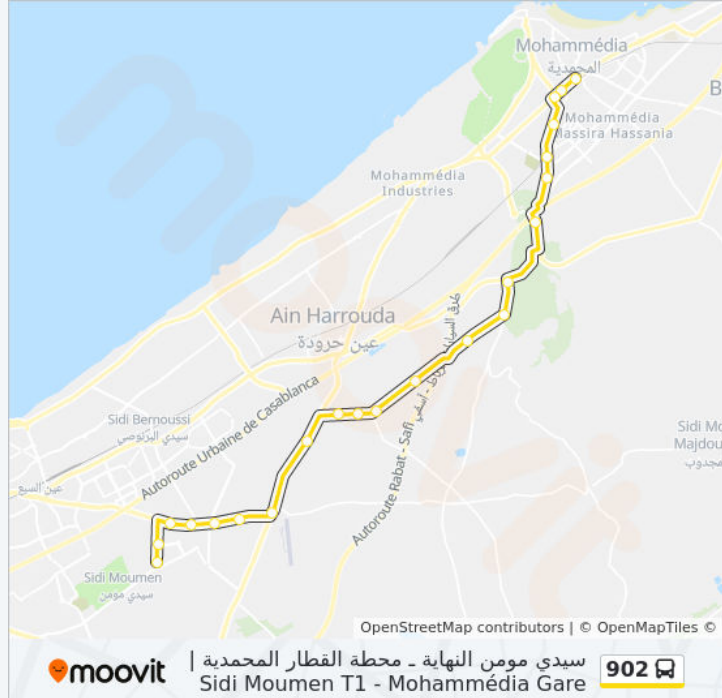 Mohammédia
المحمدية
B
Mohammédia
Massira Hassania
Mohammédia
Industries
Ain Harrouda
عين حرودة
Autoroute Urbaine de Casablanca
Sidi Bernoussi
سيدي البرنوصي
عين السبع
Autoroute Rabat - Safi
Sidi Mo
Majdou
مجدوب
Sidi Moumen
سيدي مومن
OpenStreetMap contributors | © OpenMapTiles ©
moovit
سيدي مومن النهاية ـ محطة القطار المحمدية |
Sidi Moumen T1 - Mohammédia Gare
902